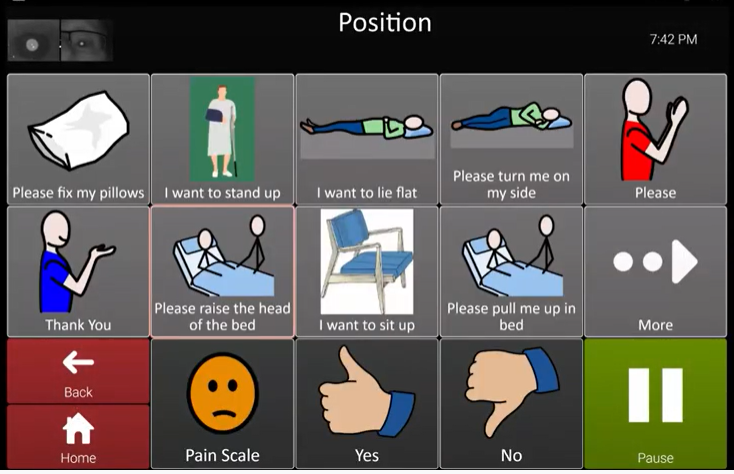 Position
7:42 PM
Please fix my pillows
I want to stand up
I want to lie flat
Please turn me on
my side
Please
Thank You
Please raise the head
of the bed
I want to sit up
Please pull me up in
bed
More
Back
Home
Pain Scale
Yes
No
Pause